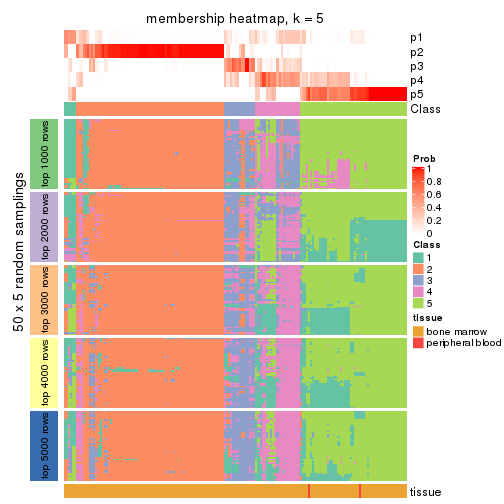 membership heatmap, k = 5
p1
p2
p3
p4
p5
Class
50 x 5 random samplings
top 1000 rows
top 2000 rows
top 3000 rows
top 4000 rows
top 5000 rows
tissue
Prob
1
0.8
0.6
0.4
0.2
0
Class
1
2
3
4
5
tissue
bone marrow
peripheral blood